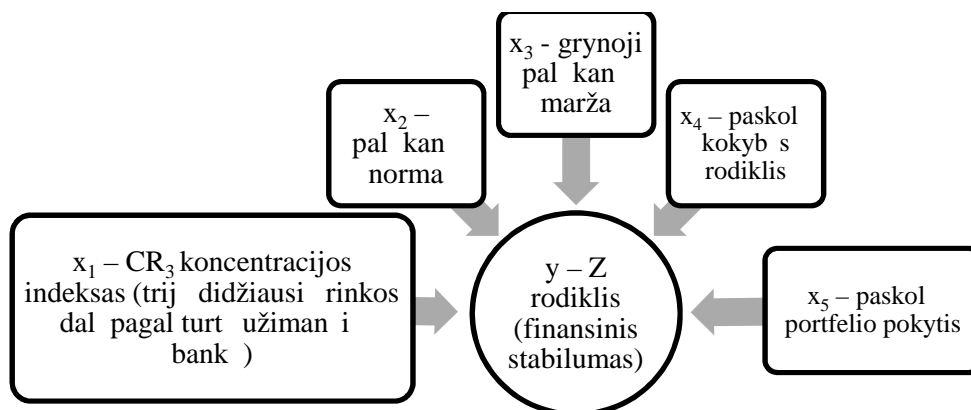 x₁ – CR₃ koncentracijos
indeksas (trij didžiausi rinkos
dal pagal turt užiman i
bank )
x₂ –
pal kan
norma
x₃ - grynoji
pal kan
marža
x₄ – paskol
kokyb s
rodiklis
x₅ – paskol
portfelio pokytis
y – Z
rodiklis
(finansinis
stabilumas)